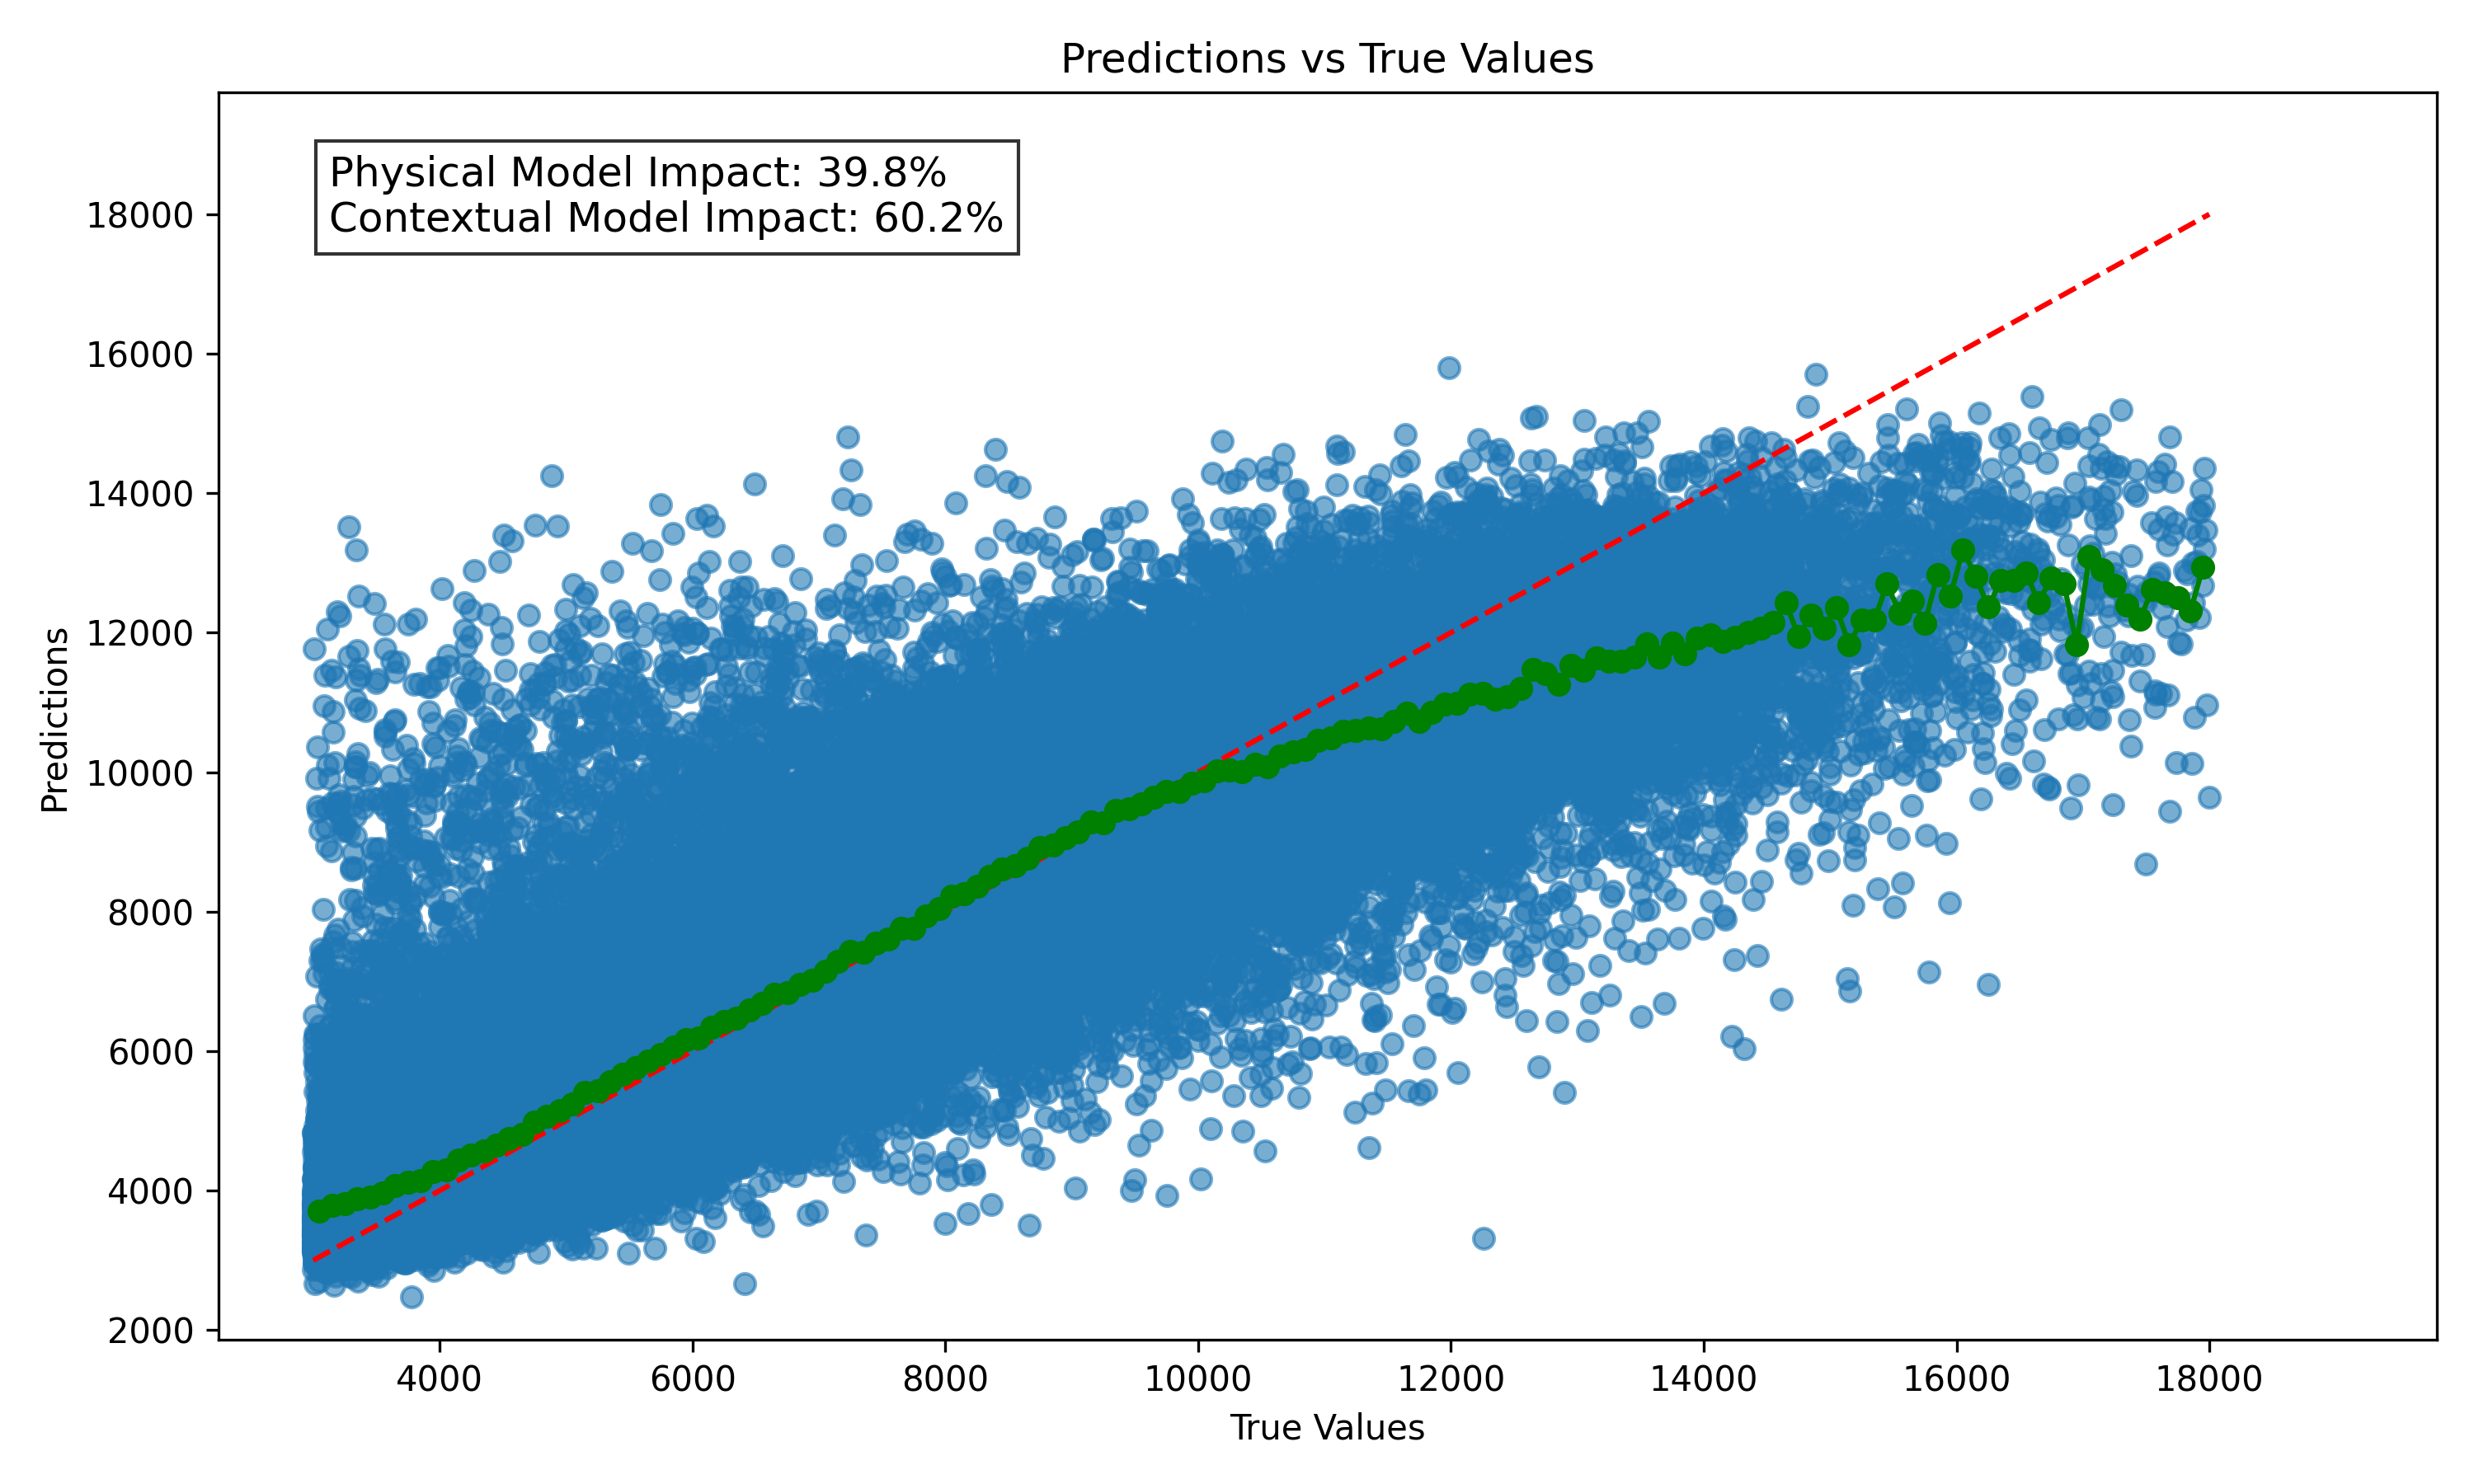 Predictions vs True Values
Physical Model Impact: 39.8%
Contextual Model Impact: 60.2%
18000
16000
14000
12000
10000
8000
6000
4000
2000
Predictions
4000 6000 8000 10000 12000 14000 16000 18000
True Values